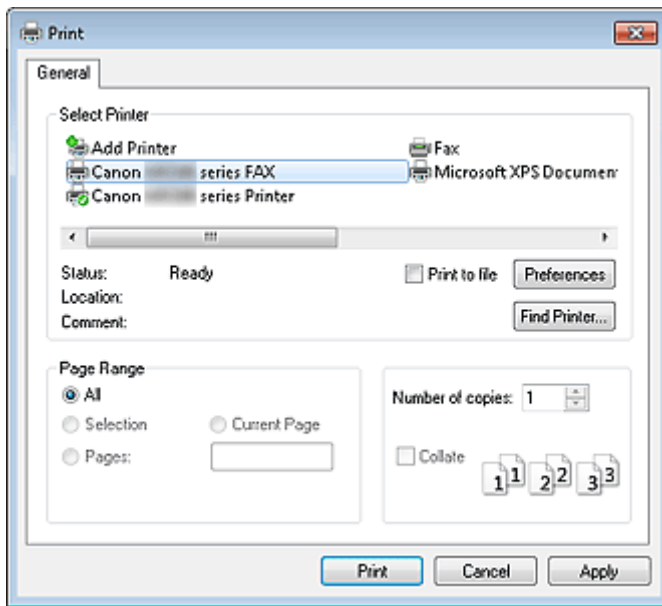 Print
General
Select Printer
Add Printer
Fax
Canon series FAX
Microsoft XPS Documen
Canon series Printer
Status: Ready
Print to file
Preferences
Location:
Comment:
Find Printer...
Page Range
All
Number of copies: 1
Selection
Current Page
Pages:
Collate
1 1 2 2 3 3
Print
Cancel
Apply